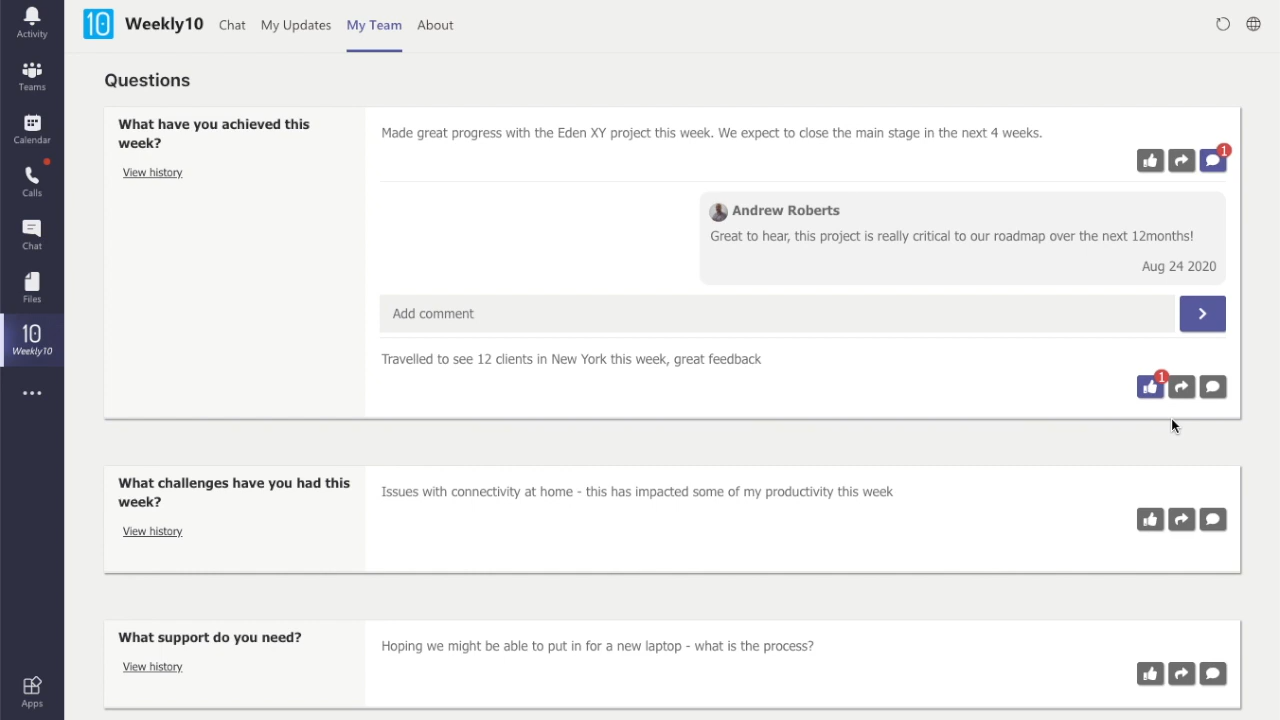 Activity
Teams
Calendar
Calls
Chat
Files
10
Weekly10
Apps
10 Weekly10 Chat My Updates My Team About
Questions
What have you achieved this
week?
View history
Made great progress with the Eden XY project this week. We expect to close the main stage in the next 4 weeks.
1
Andrew Roberts
Great to hear, this project is really critical to our roadmap over the next 12months!
Aug 24 2020
Add comment
Travelled to see 12 clients in New York this week, great feedback
1
What challenges have you had this
week?
View history
Issues with connectivity at home - this has impacted some of my productivity this week
What support do you need?
View history
Hoping we might be able to put in for a new laptop - what is the process?